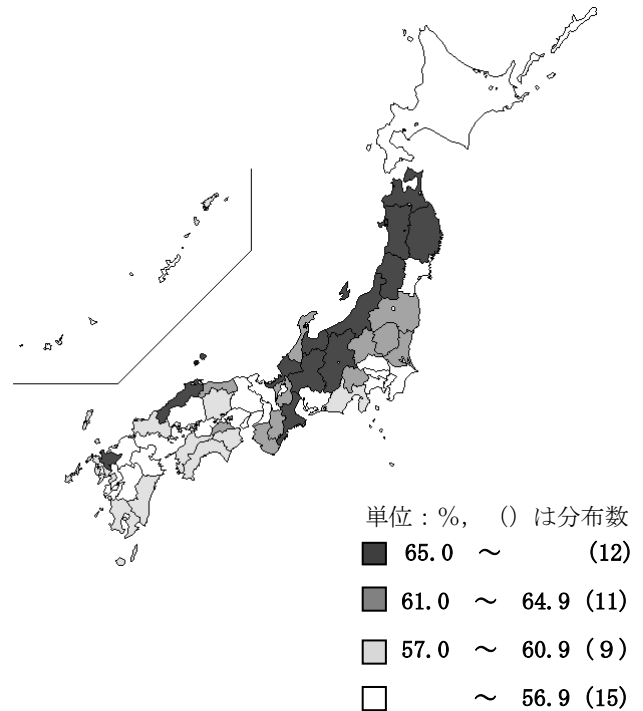 単位：%，（）は分布数
65.0 ～ (12)
61.0 ～ 64.9 (11)
57.0 ～ 60.9 (9)
～ 56.9 (15)